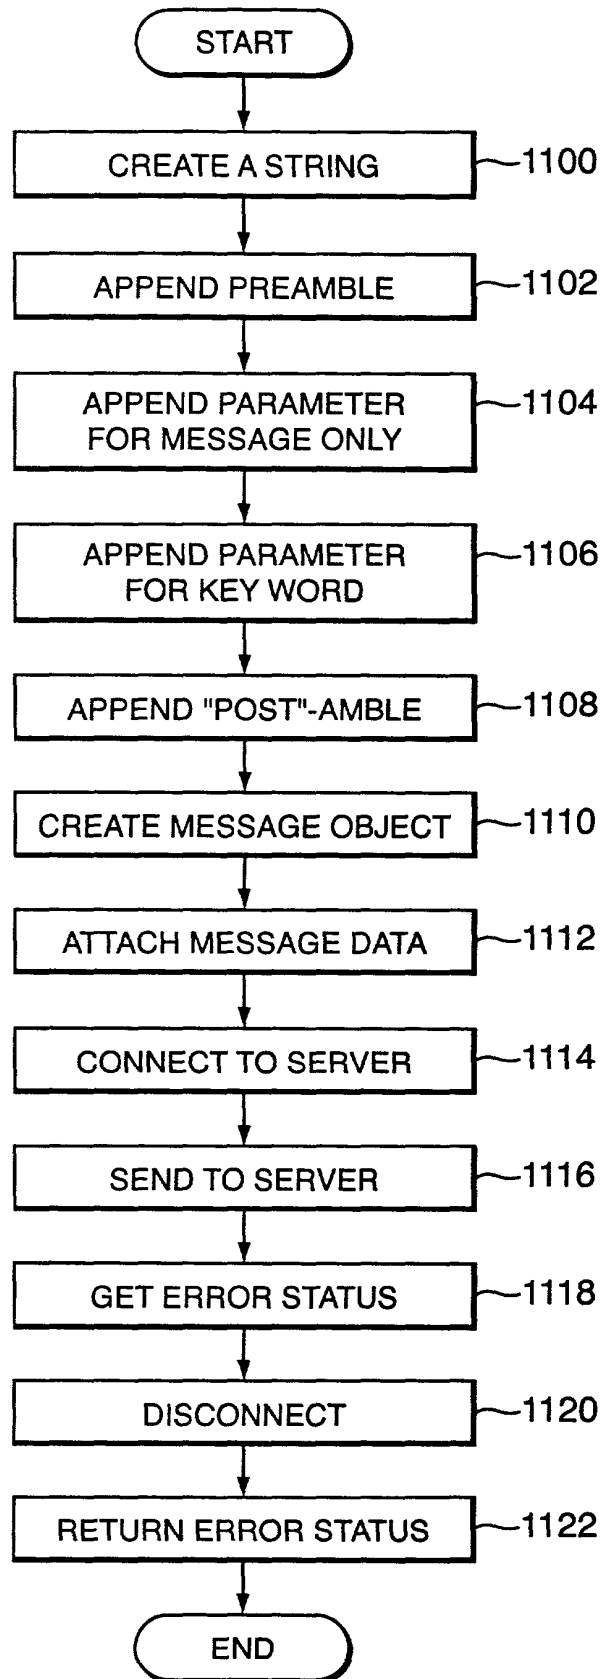 START
CREATE A STRING
1100
APPEND PREAMBLE
1102
APPEND PARAMETER
FOR MESSAGE ONLY
1104
APPEND PARAMETER
FOR KEY WORD
1106
APPEND "POST"-AMBLE
1108
CREATE MESSAGE OBJECT
1110
ATTACH MESSAGE DATA
1112
CONNECT TO SERVER
1114
SEND TO SERVER
1116
GET ERROR STATUS
1118
DISCONNECT
1120
RETURN ERROR STATUS
1122
END